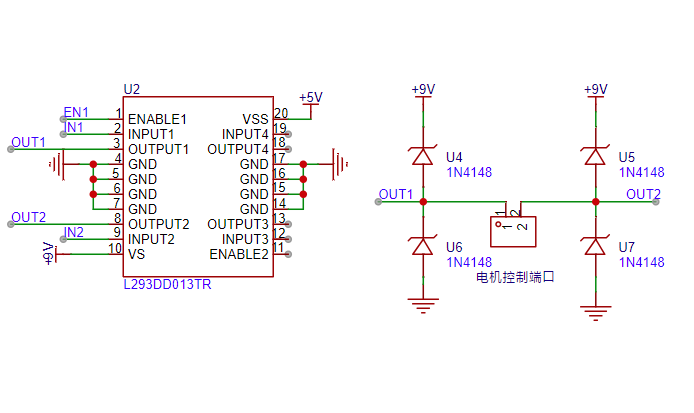 U2
EN1
IN1
OUT1
OUT2
IN2
+9V
1 ENABLE1
2 INPUT1
3 OUTPUT1
4 GND
5 GND
6 GND
7 GND
8 OUTPUT2
9 INPUT2
10 VS
+5V
VSS 20
INPUT4 19
OUTPUT4 18
GND 17
GND 16
GND 15
GND 14
OUTPUT3 13
INPUT3 12
ENABLE2 11
L293DD013TR
+9V
+9V
U4
1N4148
U5
1N4148
OUT1
OUT2
1 2
1 2
U6
1N4148
U7
1N4148
电机控制端口